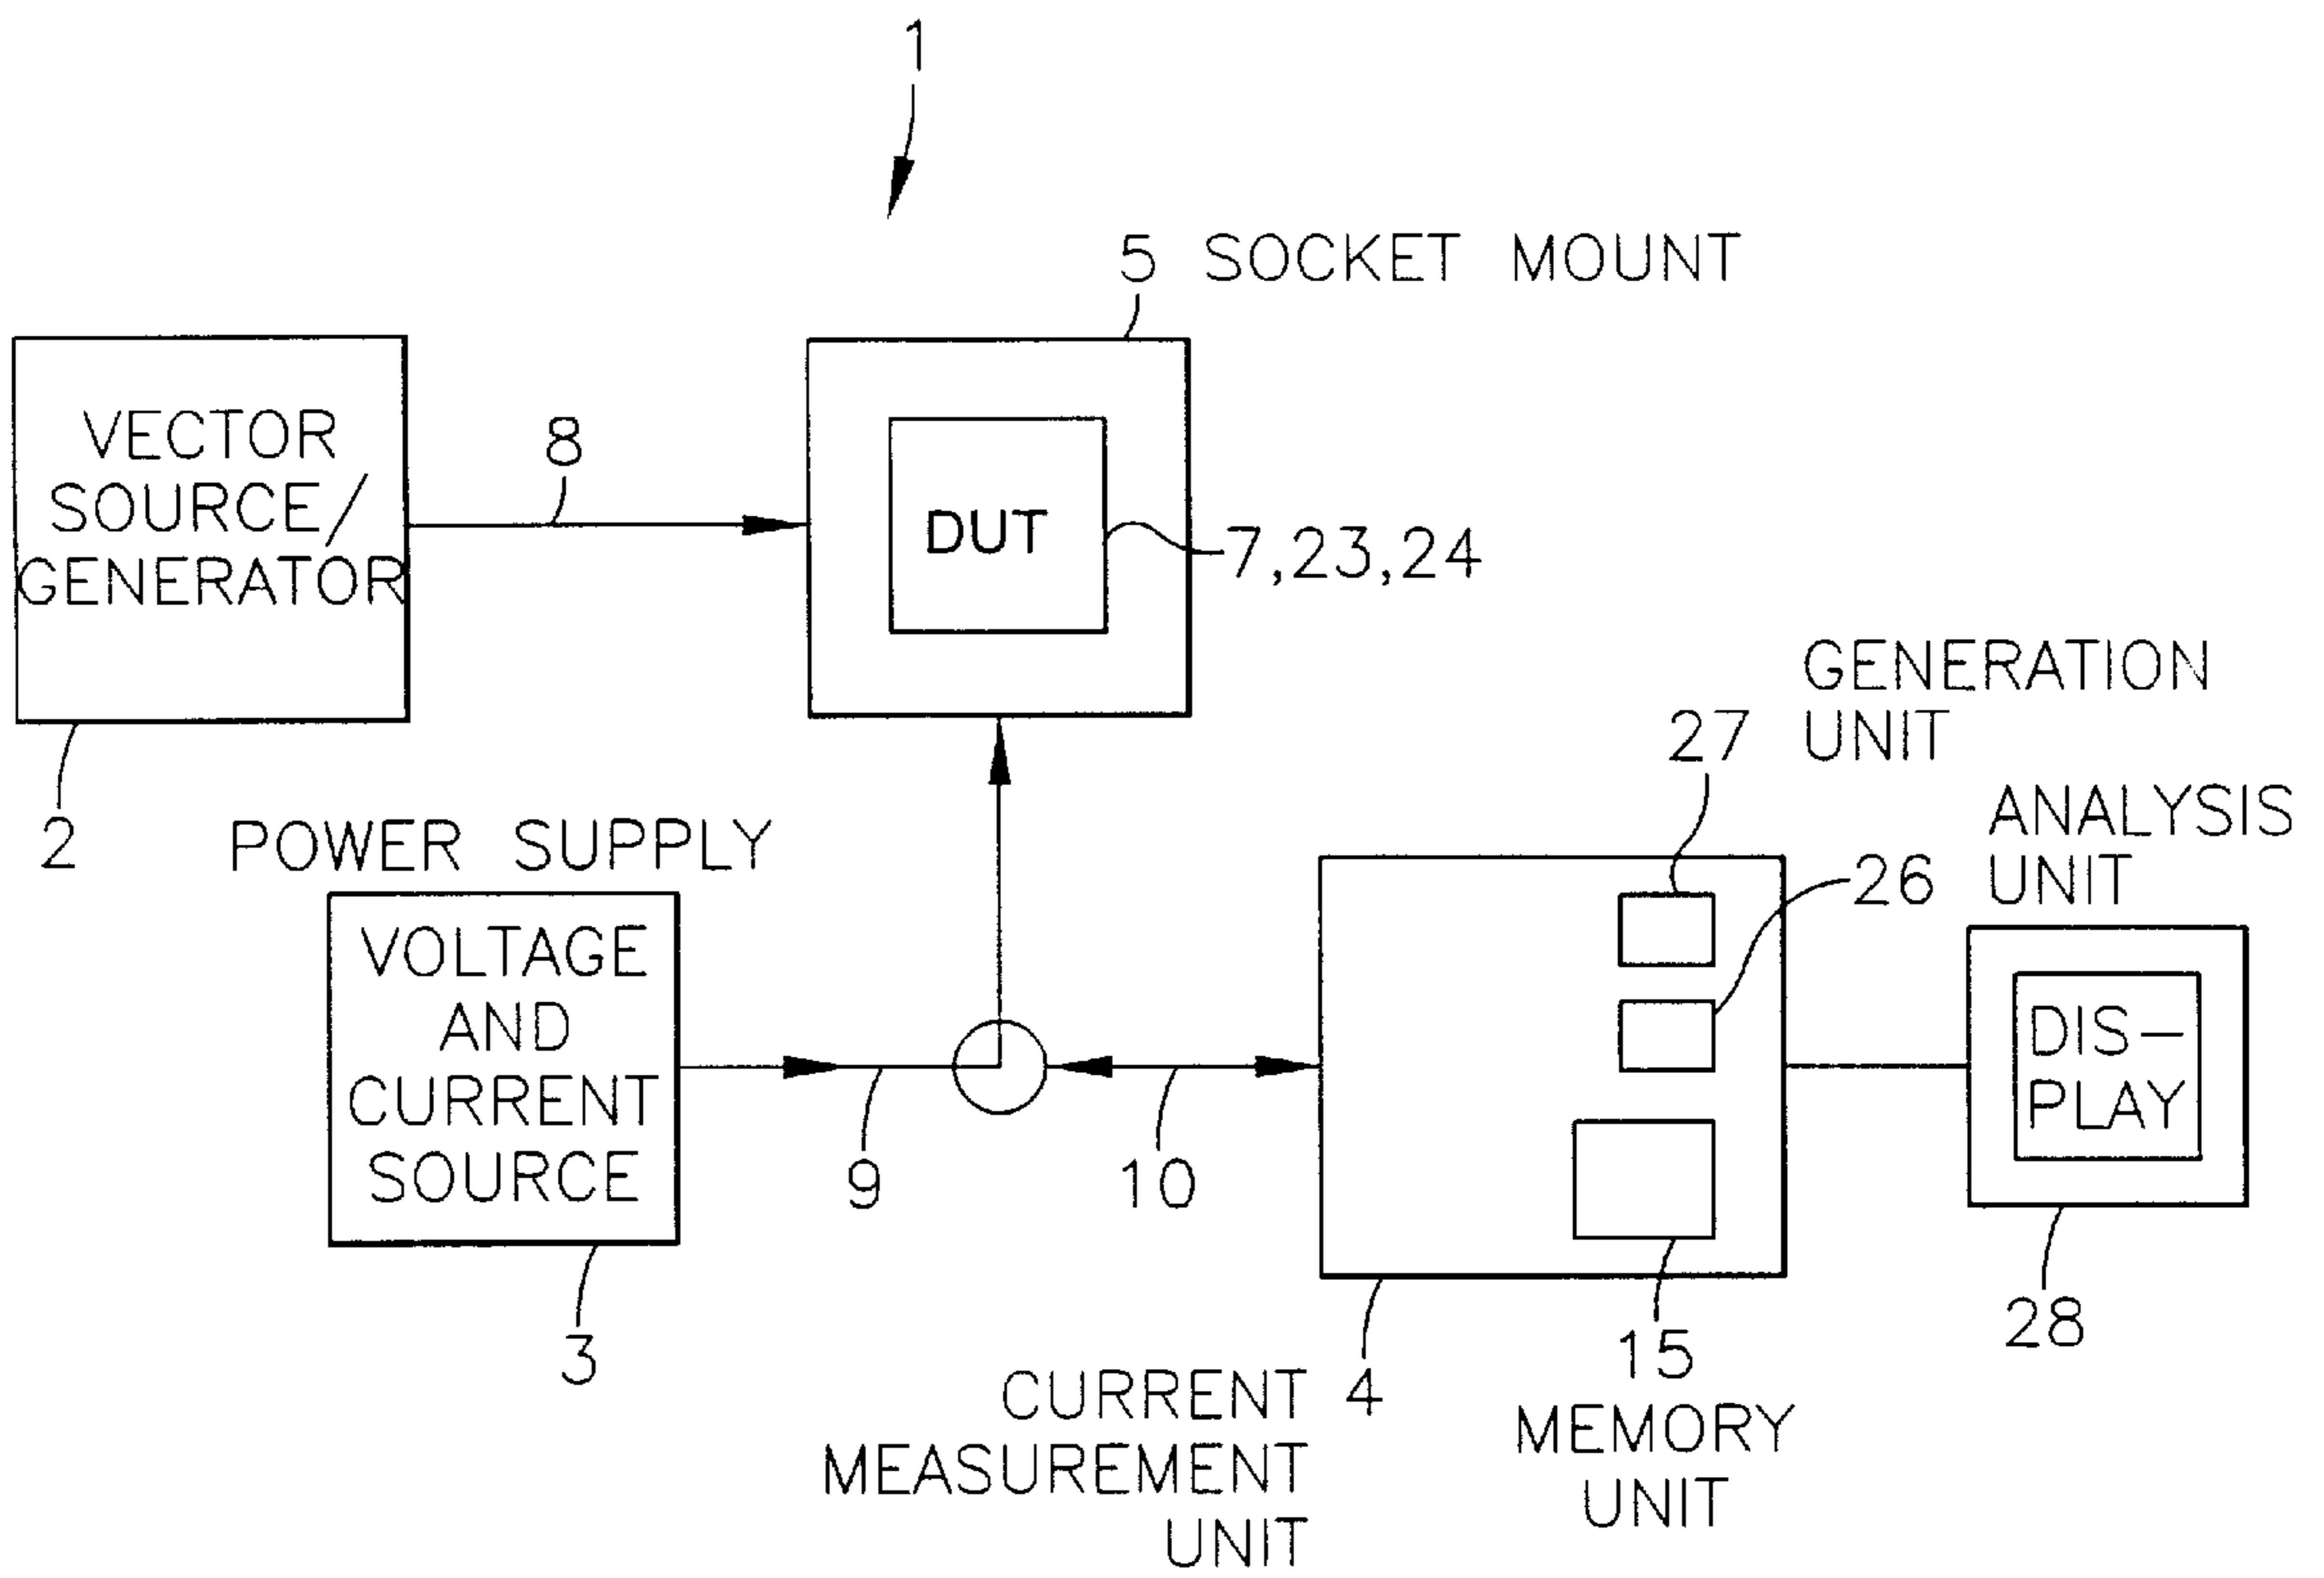 1
5 SOCKET MOUNT
VECTOR
SOURCE/
GENERATOR
8
DUT
7,23,24
2
POWER SUPPLY
VOLTAGE
AND
CURRENT
SOURCE
3
9
10
27 GENERATION
UNIT
26 ANALYSIS
UNIT
DIS-
PLAY
28
15
MEMORY
UNIT
4
CURRENT
MEASUREMENT
UNIT